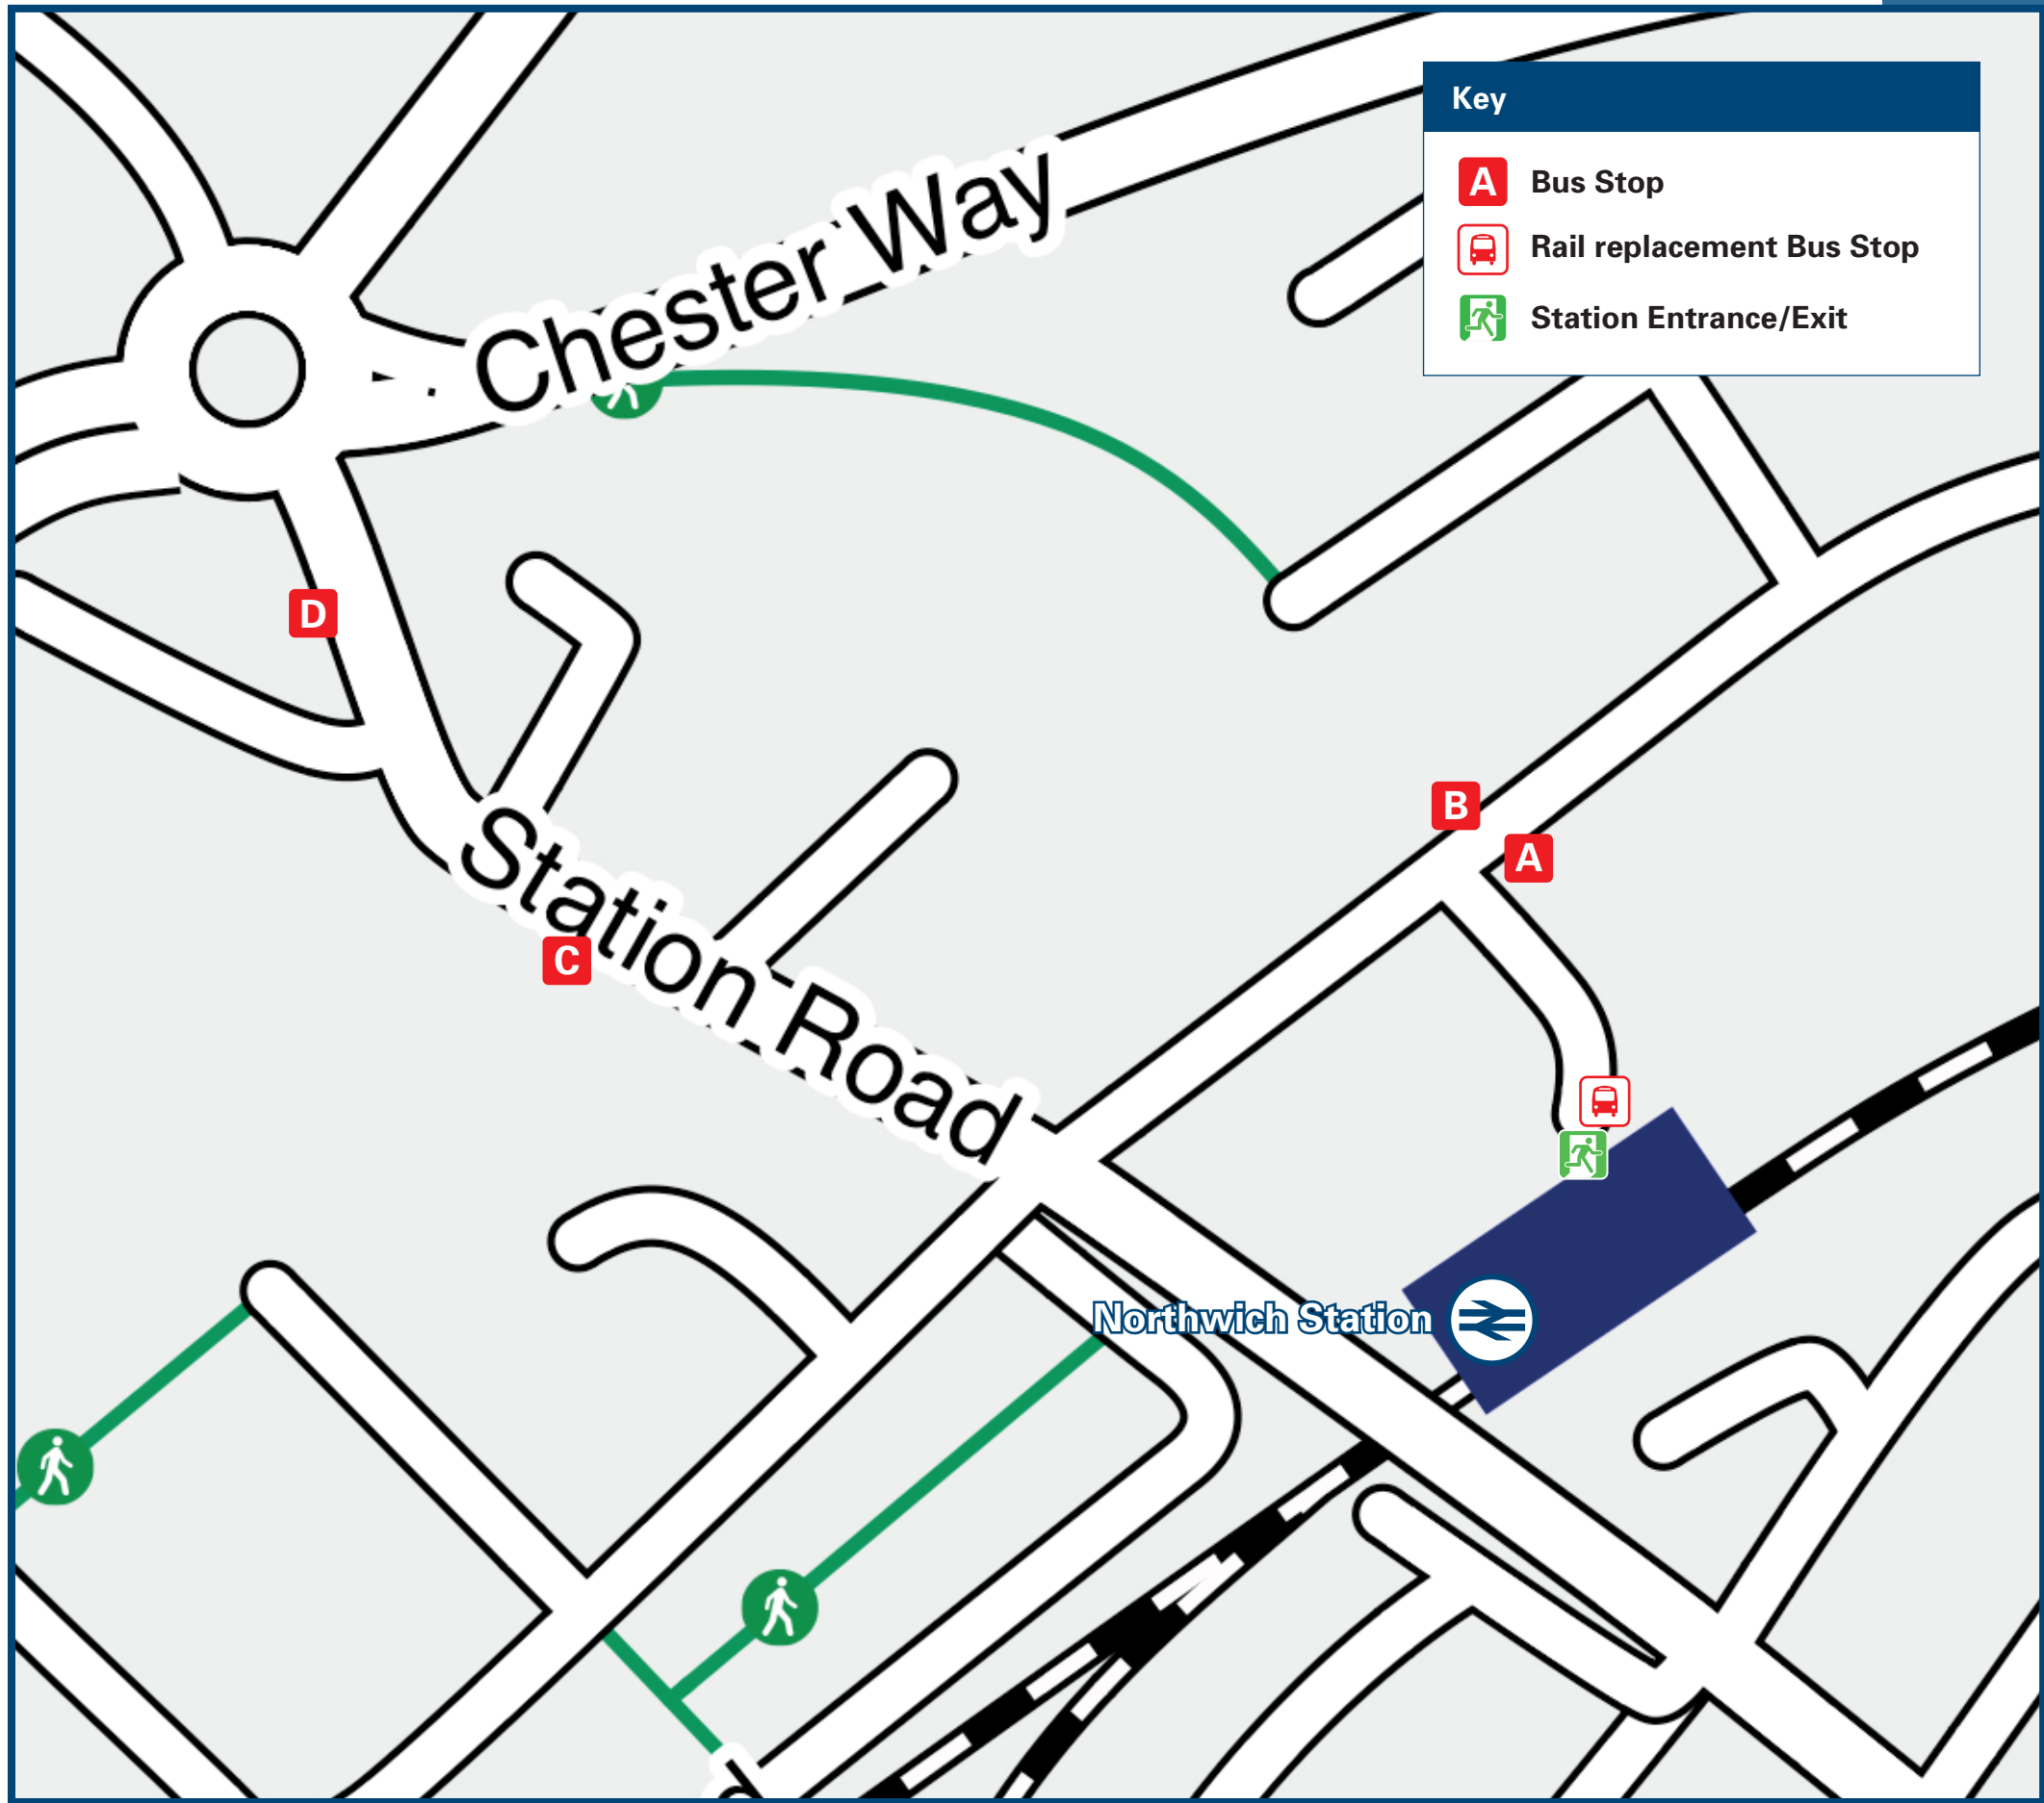 Key
A Bus Stop
Rail replacement Bus Stop
Station Entrance/Exit
Chester Way
D
B
A
Station Road
C
Northwich Station